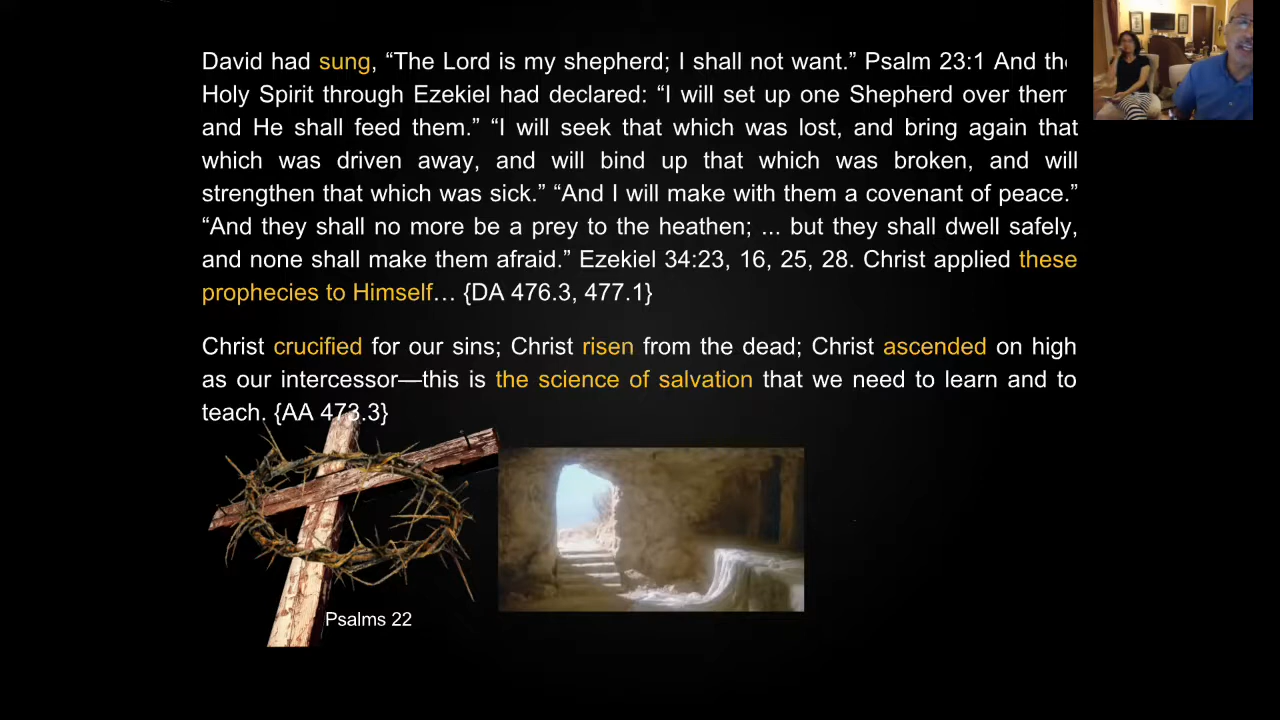 David had sung, “The Lord is my shepherd; I shall not want.” Psalm 23:1 And the
Holy Spirit through Ezekiel had declared: “I will set up one Shepherd over them
and He shall feed them.” “I will seek that which was lost, and bring again that
which was driven away, and will bind up that which was broken, and will
strengthen that which was sick.” “And I will make with them a covenant of peace.”
“And they shall no more be a prey to the heathen; ... but they shall dwell safely,
and none shall make them afraid.” Ezekiel 34:23, 16, 25, 28. Christ applied these
prophecies to Himself… {DA 476.3, 477.1}
Christ crucified for our sins; Christ risen from the dead; Christ ascended on high
as our intercessor—this is the science of salvation that we need to learn and to
teach. {AA 473.3}
Psalms 22